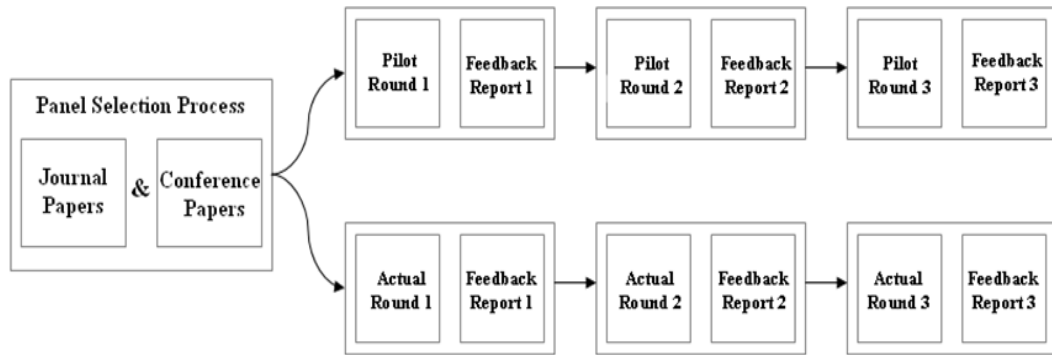 Pilot
Round 1
Feedback
Report 1
Pilot
Round 2
Feedback
Report 2
Pilot
Round 3
Feedback
Report 3
Panel Selection Process
Journal
Papers
&
Conference
Papers
Actual
Round 1
Feedback
Report 1
Actual
Round 2
Feedback
Report 2
Actual
Round 3
Feedback
Report 3